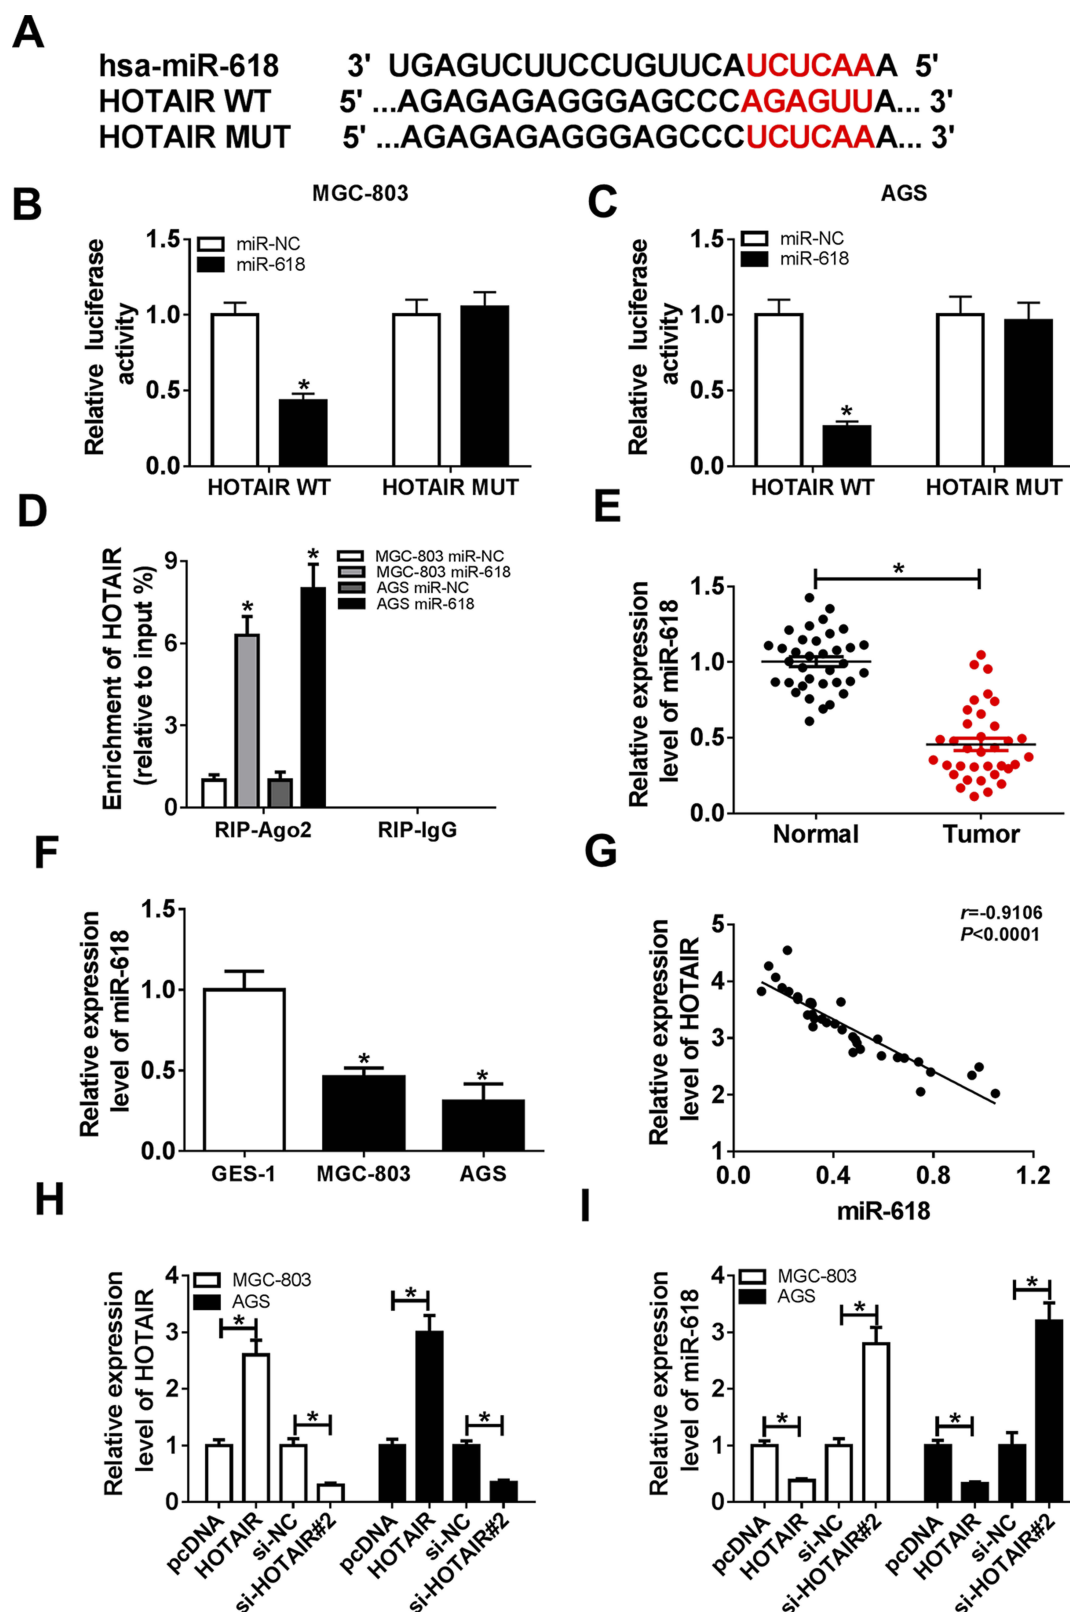 A
hsa-miR-618 3' UGAGUCUUCCUGUUCAUCUCAAA 5'
HOTAIR WT 5' ...AGAGAGAGGGAGCCCAGAGUUA... 3'
HOTAIR MUT 5' ...AGAGAGAGGGAGCCCUCUCAAA... 3'
B
MGC-803
Relative luciferase
activity
1.5
1.0
0.5
0.0
miR-NC
miR-618
*
HOTAIR WT HOTAIR MUT
C
AGS
Relative luciferase
activity
1.5
1.0
0.5
0.0
miR-NC
miR-618
*
HOTAIR WT HOTAIR MUT
D
Enrichment of HOTAIR
(relative to input %)
9
6
3
0
MGC-803 miR-NC
MGC-803 miR-618
AGS miR-NC
AGS miR-618
* *
RIP-Ago2 RIP-IgG
E
Relative expression
level of miR-618
1.5
1.0
0.5
0.0
*
Normal Tumor
F
Relative expression
level of miR-618
1.5
1.0
0.5
0.0
* *
GES-1 MGC-803 AGS
G
Relative expression
level of HOTAIR
5
4
3
2
1
r=-0.9106
P<0.0001
0.0 0.4 0.8 1.2
miR-618
H
Relative expression
level of HOTAIR
4
3
2
1
0
MGC-803
AGS
* * * *
pcDNA HOTAIR si-NC si-HOTAIR#2 pcDNA HOTAIR si-NC si-HOTAIR#2
I
Relative expression
level of miR-618
4
3
2
1
0
MGC-803
AGS
* * * *
pcDNA HOTAIR si-NC si-HOTAIR#2 pcDNA HOTAIR si-NC si-HOTAIR#2